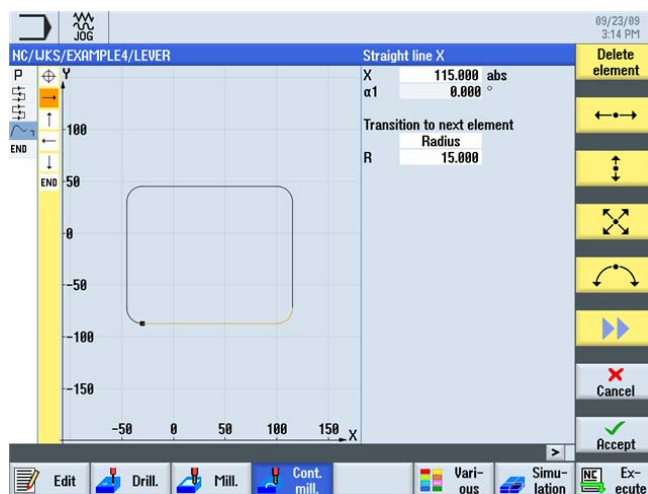 JOG
09/23/09
3:14 PM
NC/WKS/EXAMPLE4/LEVER
Straight line X
Delete element
P
END
END
Y
100
50
0
-50
-100
-150
-50 0 50 100 150 X
X 115.000 abs
α1 0.000 °
Transition to next element
Radius
R 15.000
Cancel
Accept
>
Edit
Drill.
Mill.
Cont. mill.
Vari- ous
Simu- lation
NC Ex- ecute